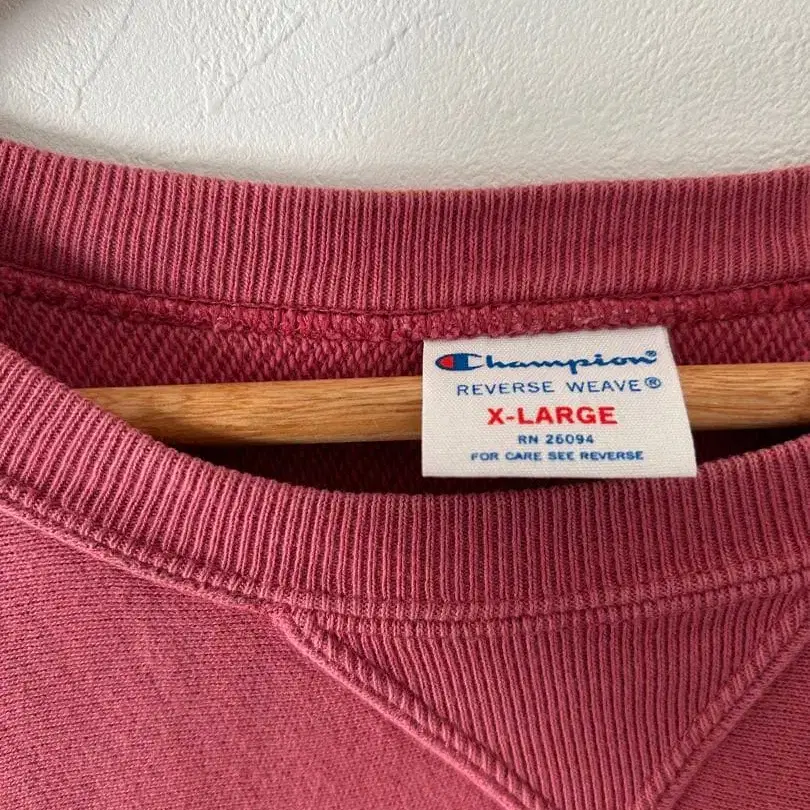 Champion®
REVERSE WEAVE®
X-LARGE
RN 26094
FOR CARE SEE REVERSE